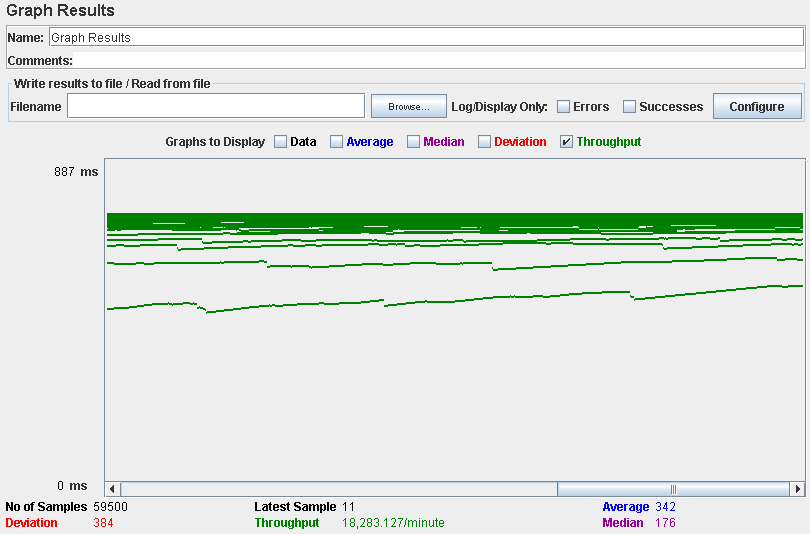 Graph Results
Name: Graph Results
Comments:
Write results to file / Read from file
Filename Browse... Log/Display Only: Errors Successes Configure
Graphs to Display Data Average Median Deviation Throughput
887 ms
0 ms
No of Samples 59500 Latest Sample 11 Average 342
Deviation 384 Throughput 18,283.127/minute Median 176